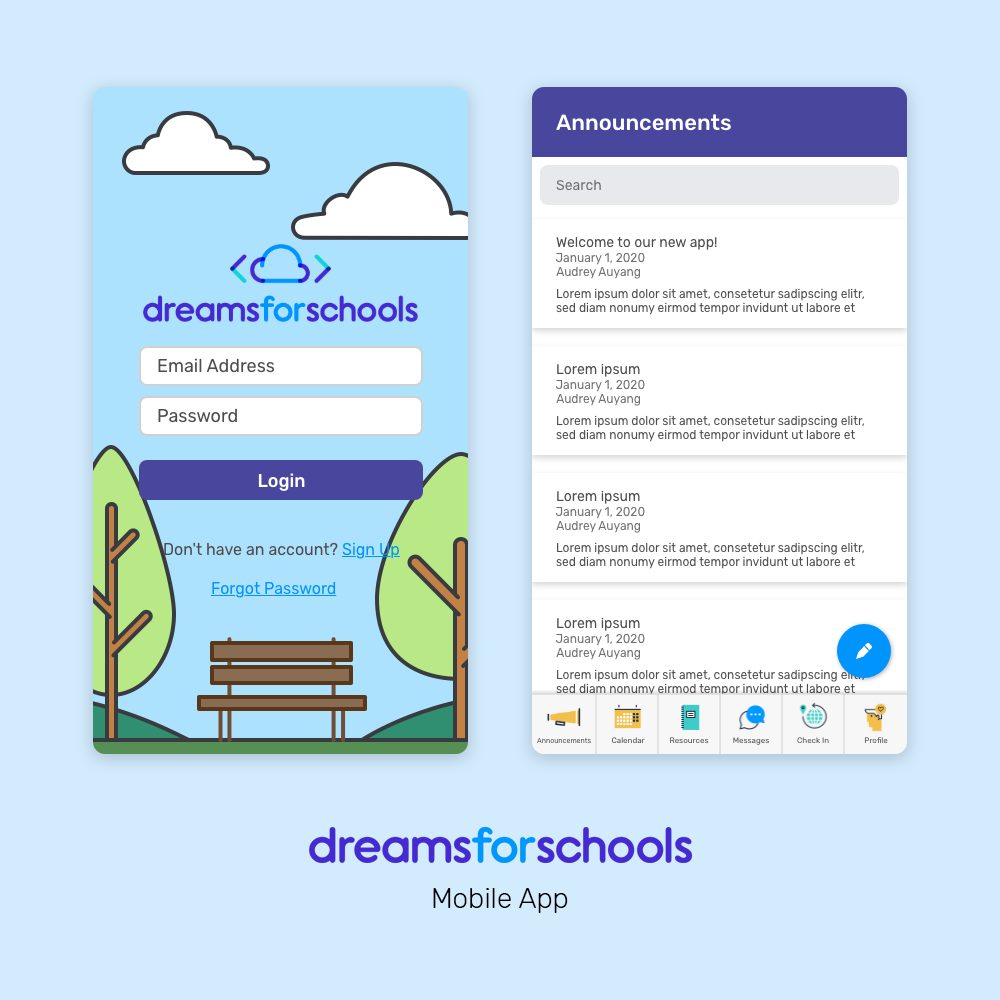 dreamsforschools
Email Address
Password
Login
Don't have an account? Sign Up
Forgot Password
Announcements
Search
Welcome to our new app!
January 1, 2020
Audrey Auyang
Lorem ipsum dolor sit amet, consetetur sadipscing elitr,
sed diam nonumy eirmod tempor invidunt ut labore et
Lorem ipsum
January 1, 2020
Audrey Auyang
Lorem ipsum dolor sit amet, consetetur sadipscing elitr,
sed diam nonumy eirmod tempor invidunt ut labore et
Lorem ipsum
January 1, 2020
Audrey Auyang
Lorem ipsum dolor sit amet, consetetur sadipscing elitr,
sed diam nonumy eirmod tempor invidunt ut labore et
Lorem ipsum
January 1, 2020
Audrey Auyang
Lorem ipsum dolor sit amet, consetetur sadipscing elitr,
sed diam nonumy eirmod tempor invidunt ut labore et
Announcements
Calendar
Resources
Messages
Check In
Profile
dreamsforschools
Mobile App